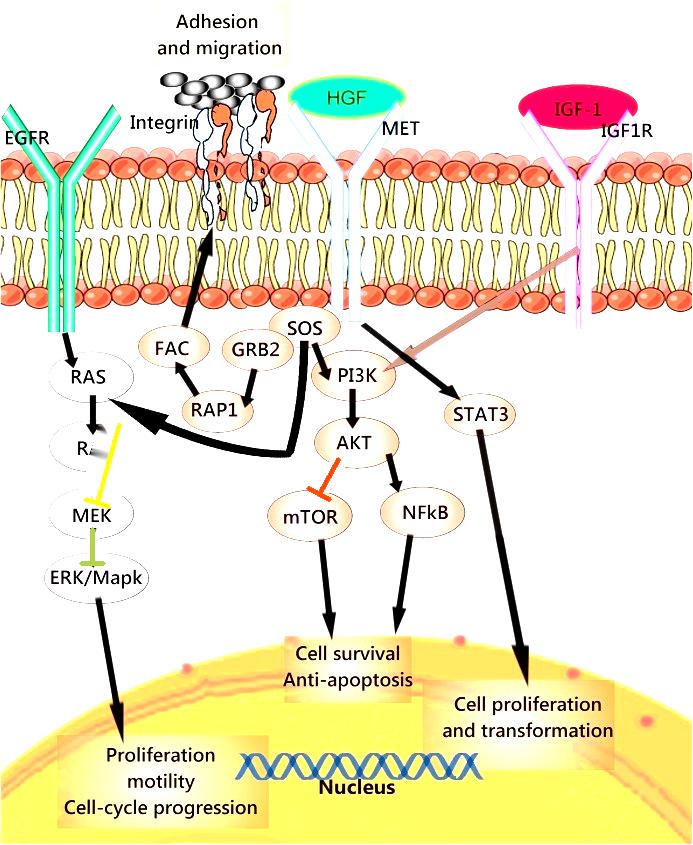 Adhesion
and migration
HGF
IGF-1
EGFR
Integrin
MET
IGF1R
SOS
FAC
GRB2
PI3K
RAS
RAP1
STAT3
AKT
MEK
mTOR
NFkB
ERK/Mapk
Cell survival
Anti-apoptosis
Cell proliferation
and transformation
Proliferation
motility
Cell-cycle progression
Nucleus